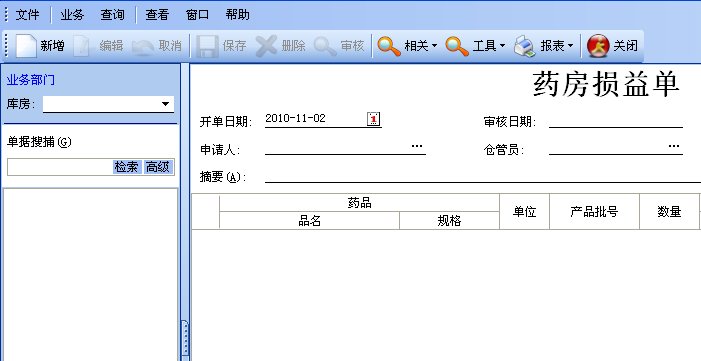 文件 业务 查询 查看 窗口 帮助
新增 编辑 取消 保存 删除 审核 相关 工具 报表 关闭
业务部门
库房:
单据搜捕(G)
检索 高级
药房损益单
开单日期: 2010-11-02 1 审核日期:
申请人: ... 仓管员: ...
摘要(A):
药品 单位 产品批号 数量
品名 规格